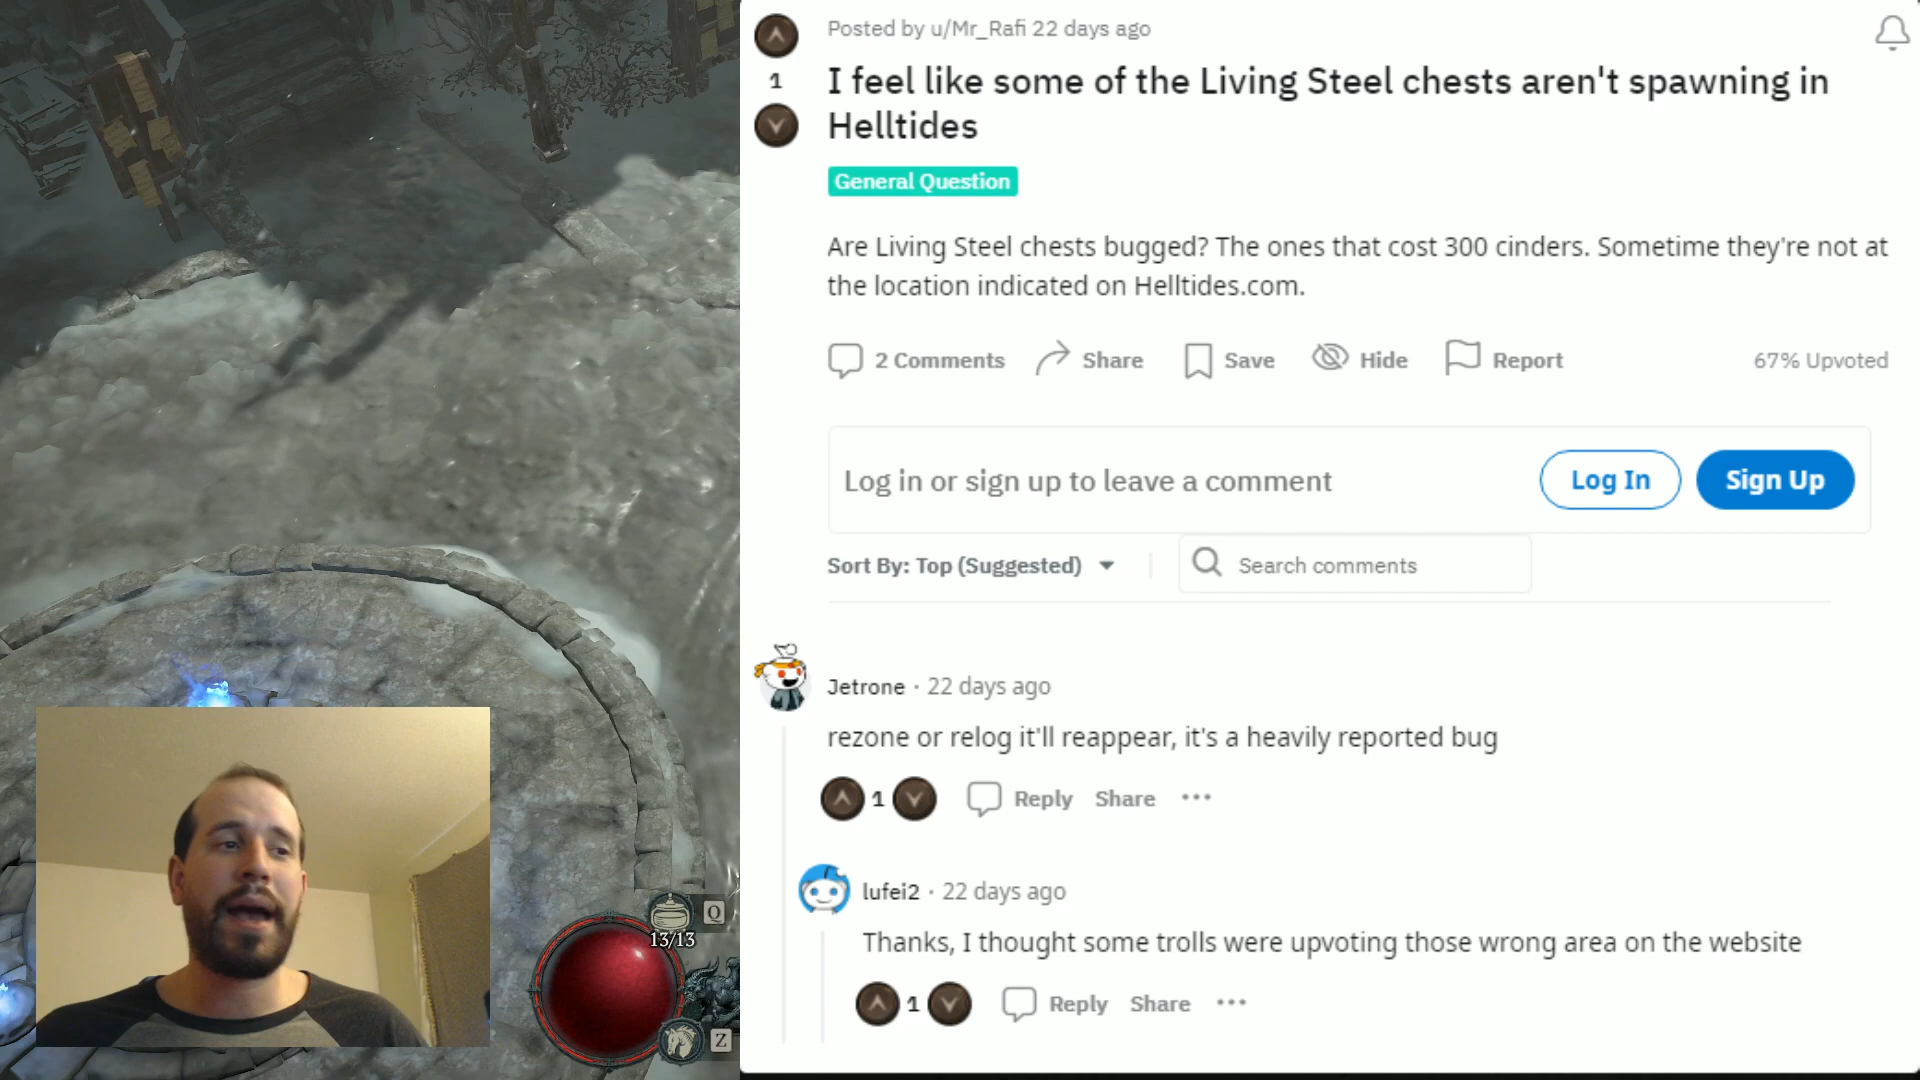 Posted by u/Mr_Rafi 22 days ago
1
I feel like some of the Living Steel chests aren't spawning in
Helltides
General Question
Are Living Steel chests bugged? The ones that cost 300 cinders. Sometime they're not at
the location indicated on Helltides.com.
2 Comments Share Save Hide Report 67% Upvoted
Log in or sign up to leave a comment Log In Sign Up
Sort By: Top (Suggested) Search comments
Jetrone · 22 days ago
rezone or relog it'll reappear, it's a heavily reported bug
1 Reply Share ···
lufei2 · 22 days ago
Thanks, I thought some trolls were upvoting those wrong area on the website
1 Reply Share ···
Q
13/13
Z